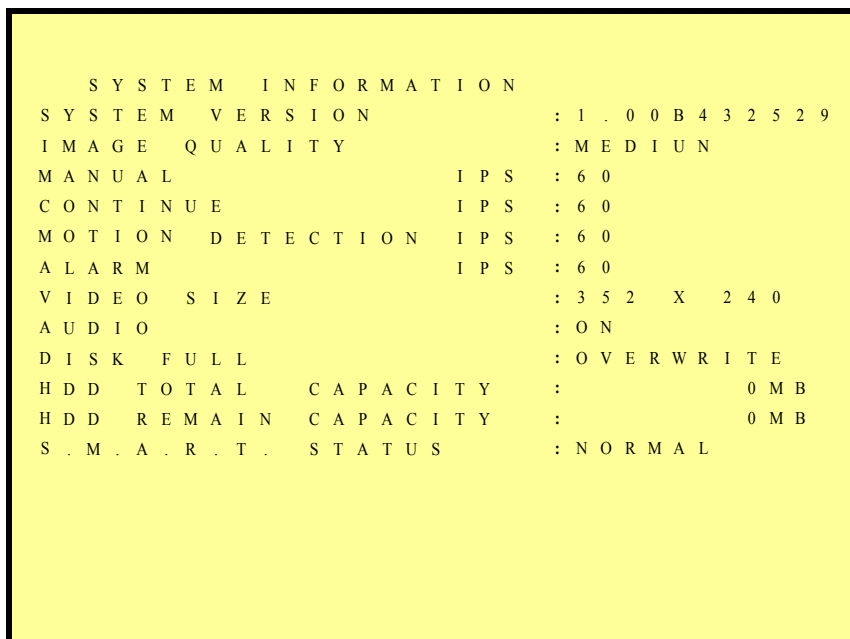 SYSTEM INFORMATION
SYSTEM VERSION :1.00B432529
IMAGE QUALITY :MEDIUN
MANUAL IPS :60
CONTINUE IPS :60
MOTION DETECTION IPS :60
ALARM IPS :60
VIDEO SIZE :352 X 240
AUDIO :ON
DISK FULL :OVERWRITE
HDD TOTAL CAPACITY : 0MB
HDD REMAIN CAPACITY : 0MB
S.M.A.R.T. STATUS :NORMAL